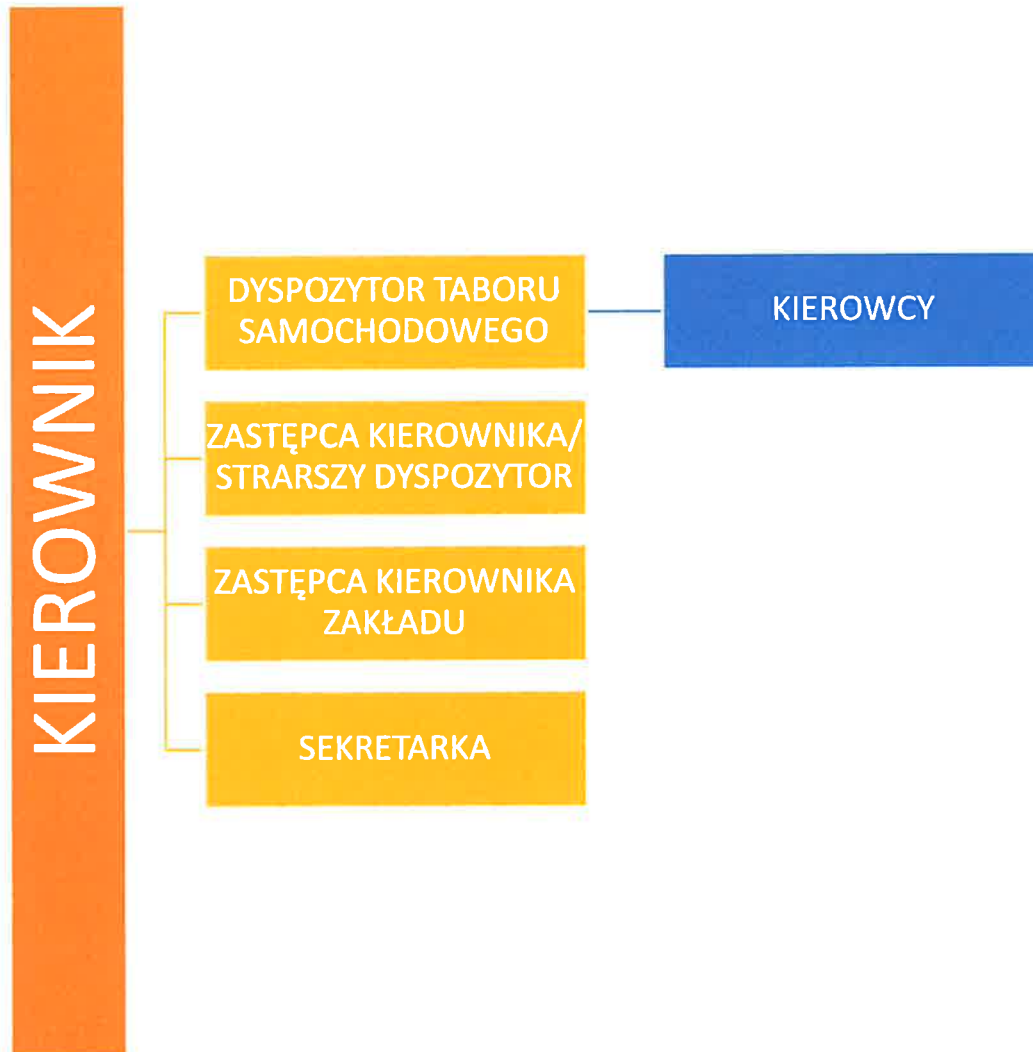 KIEROWNIK
DYSPOZYTOR TABORU
SAMOCHODOWEGO
KIEROWCY
ZASTĘPCA KIEROWNIKA/
STRARSZY DYSPOZYTOR
ZASTĘPCA KIEROWNIKA
ZAKŁADU
SEKRETARKA